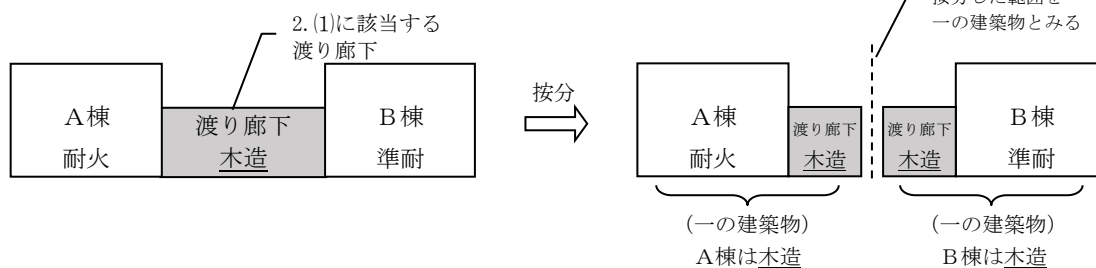 2.(1)に該当する
渡り廊下
A棟
耐火
渡り廊下
木造
B棟
準耐
按分
按分した範囲を
一の建築物とみる
A棟
耐火
渡り廊下
木造
渡り廊下
木造
B棟
準耐
(一の建築物)
A棟は木造
(一の建築物)
B棟は木造